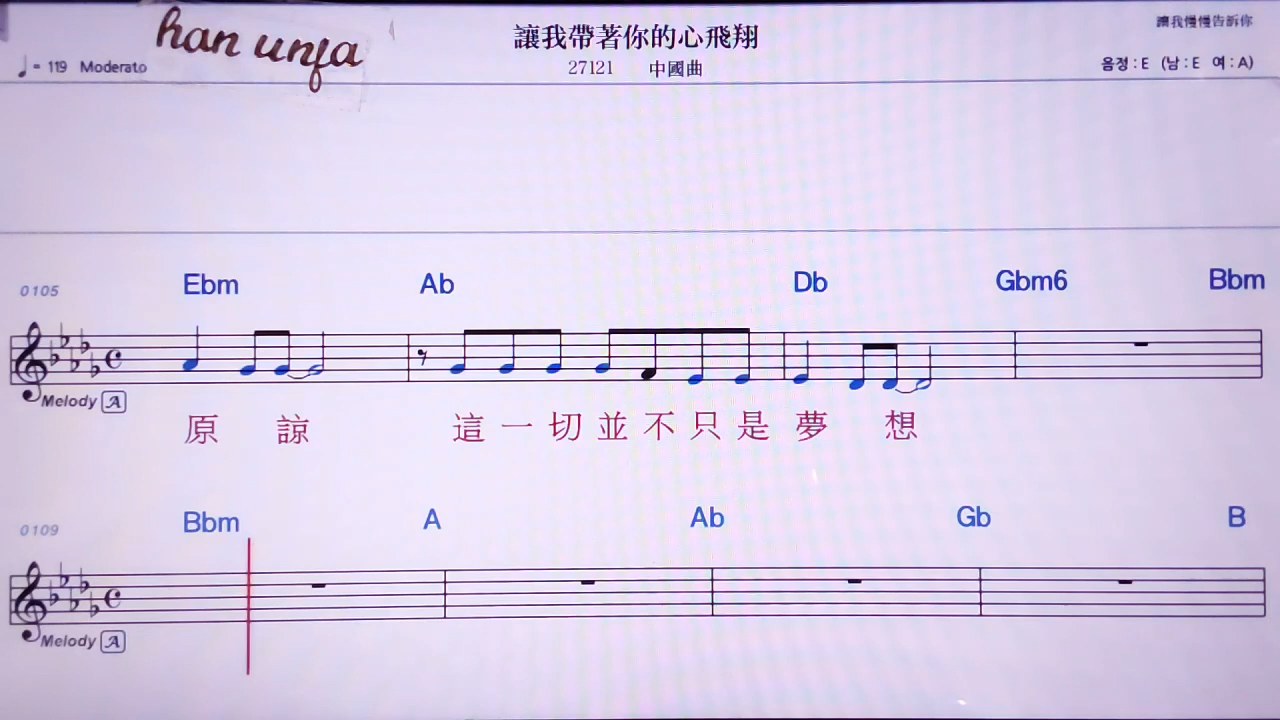 han unfa
讓我帶著你的心飛翔
讓我慢慢告訴你
♩= 119 Moderato
27121 中國曲
음정 : E (남 : E 여 : A)
0105 Ebm Ab Db Gbm6 Bbm
Melody A
原 諒 這 一 切 並 不 只 是 夢 想
0109 Bbm A Ab Gb B
Melody A